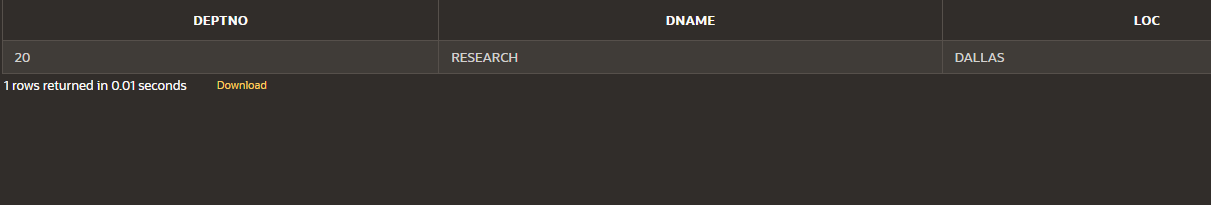 DEPTNO DNAME LOC
20 RESEARCH DALLAS
1 rows returned in 0.01 seconds Download